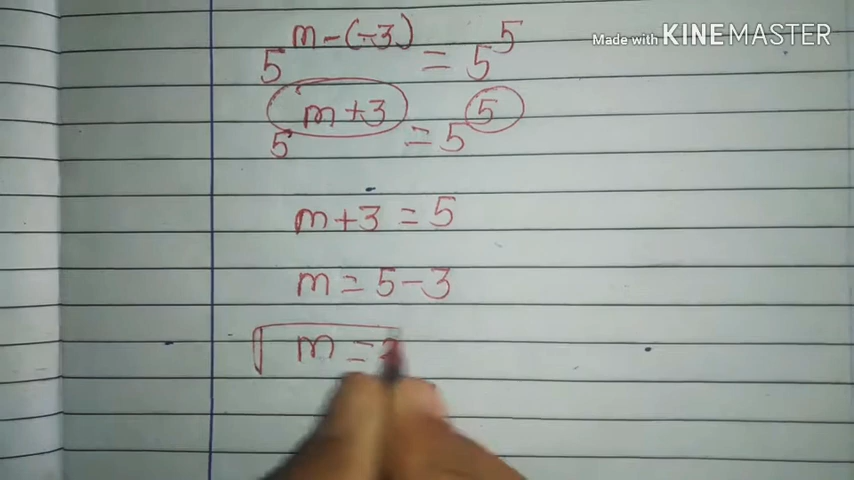 5^{m-(-3)} = 5^5
Made with KINEMASTER
5^{m+3} = 5^5
m+3 = 5
m = 5-3
m =